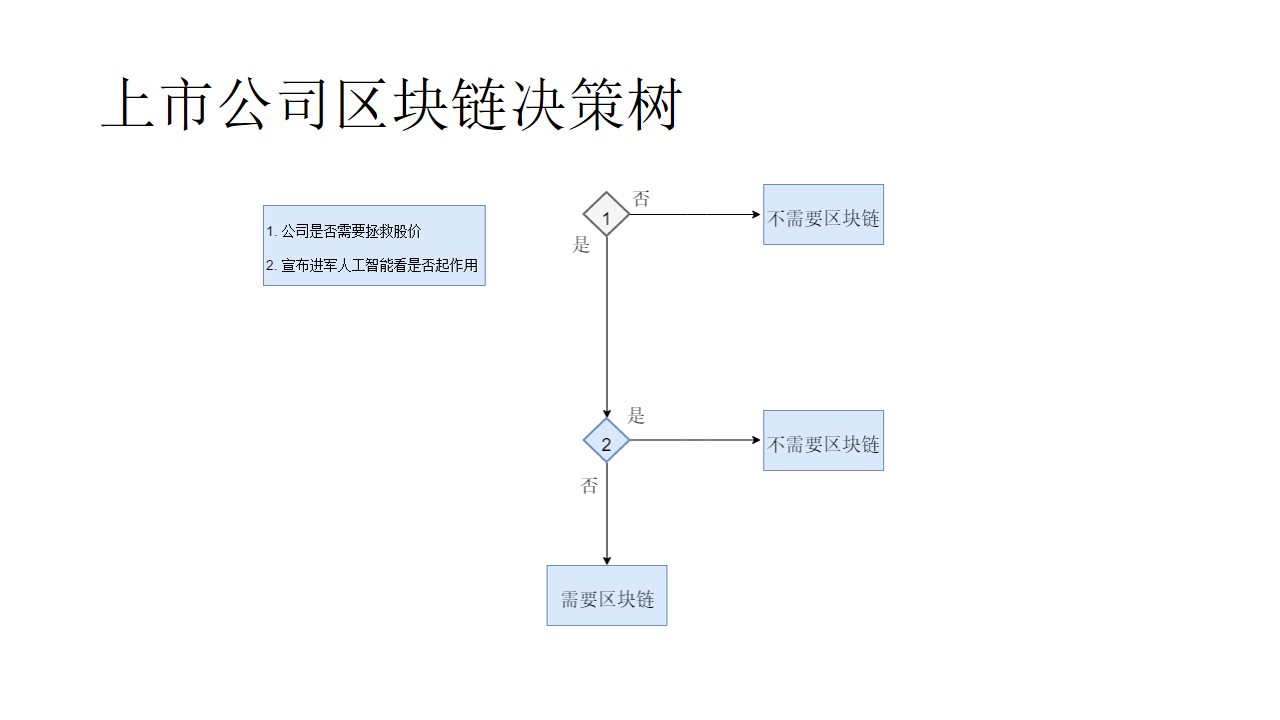 上市公司区块链决策树
1. 公司是否需要拯救股价
2. 宣布进军人工智能看是否起作用
1
否
不需要区块链
是
2
是
不需要区块链
否
需要区块链